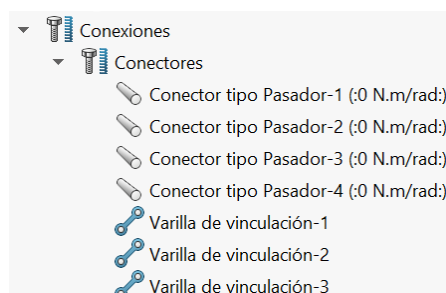 Conexiones
Conectores
Conector tipo Pasador-1 (:0 N.m/rad:)
Conector tipo Pasador-2 (:0 N.m/rad:)
Conector tipo Pasador-3 (:0 N.m/rad:)
Conector tipo Pasador-4 (:0 N.m/rad:)
Varilla de vinculación-1
Varilla de vinculación-2
Varilla de vinculación-3